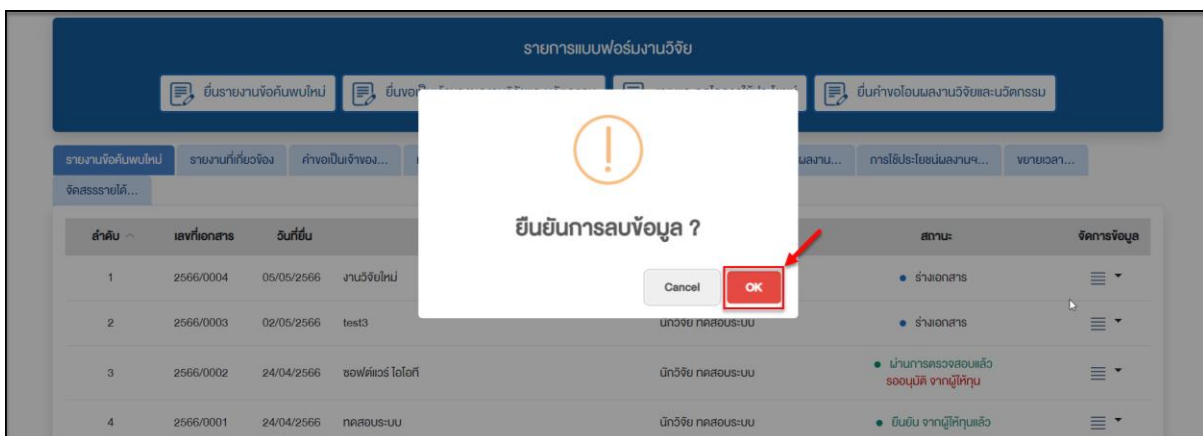 รายการแบบฟอร์มงานวิจัย
ยื่นรายงานข้อค้นพบใหม่
ยื่นคำขอโอนผลงานวิจัยและนวัตกรรม
รายงานข้อค้นพบใหม่ รายงานที่เกี่ยวข้อง คำขอเป็นเจ้าของ... การใช้ประโยชน์ผลงานฯ... ขยายเวลา...
จัดสรรรายได้...
ยืนยันการลบข้อมูล ?
Cancel OK
ลำดับ เลขที่เอกสาร วันที่ยื่น สถานะ จัดการข้อมูล
1 2566/0004 05/05/2566 งานวิจัยใหม่ ร่างเอกสาร
2 2566/0003 02/05/2566 test3 นักวิจัย ทดสอบระบบ ร่างเอกสาร
3 2566/0002 24/04/2566 ซอฟต์แวร์ ไอโอที นักวิจัย ทดสอบระบบ ผ่านการตรวจสอบแล้ว
รออนุมัติ จากผู้ให้ทุน
4 2566/0001 24/04/2566 ทดสอบระบบ นักวิจัย ทดสอบระบบ ยืนยัน จากผู้ให้ทุนแล้ว